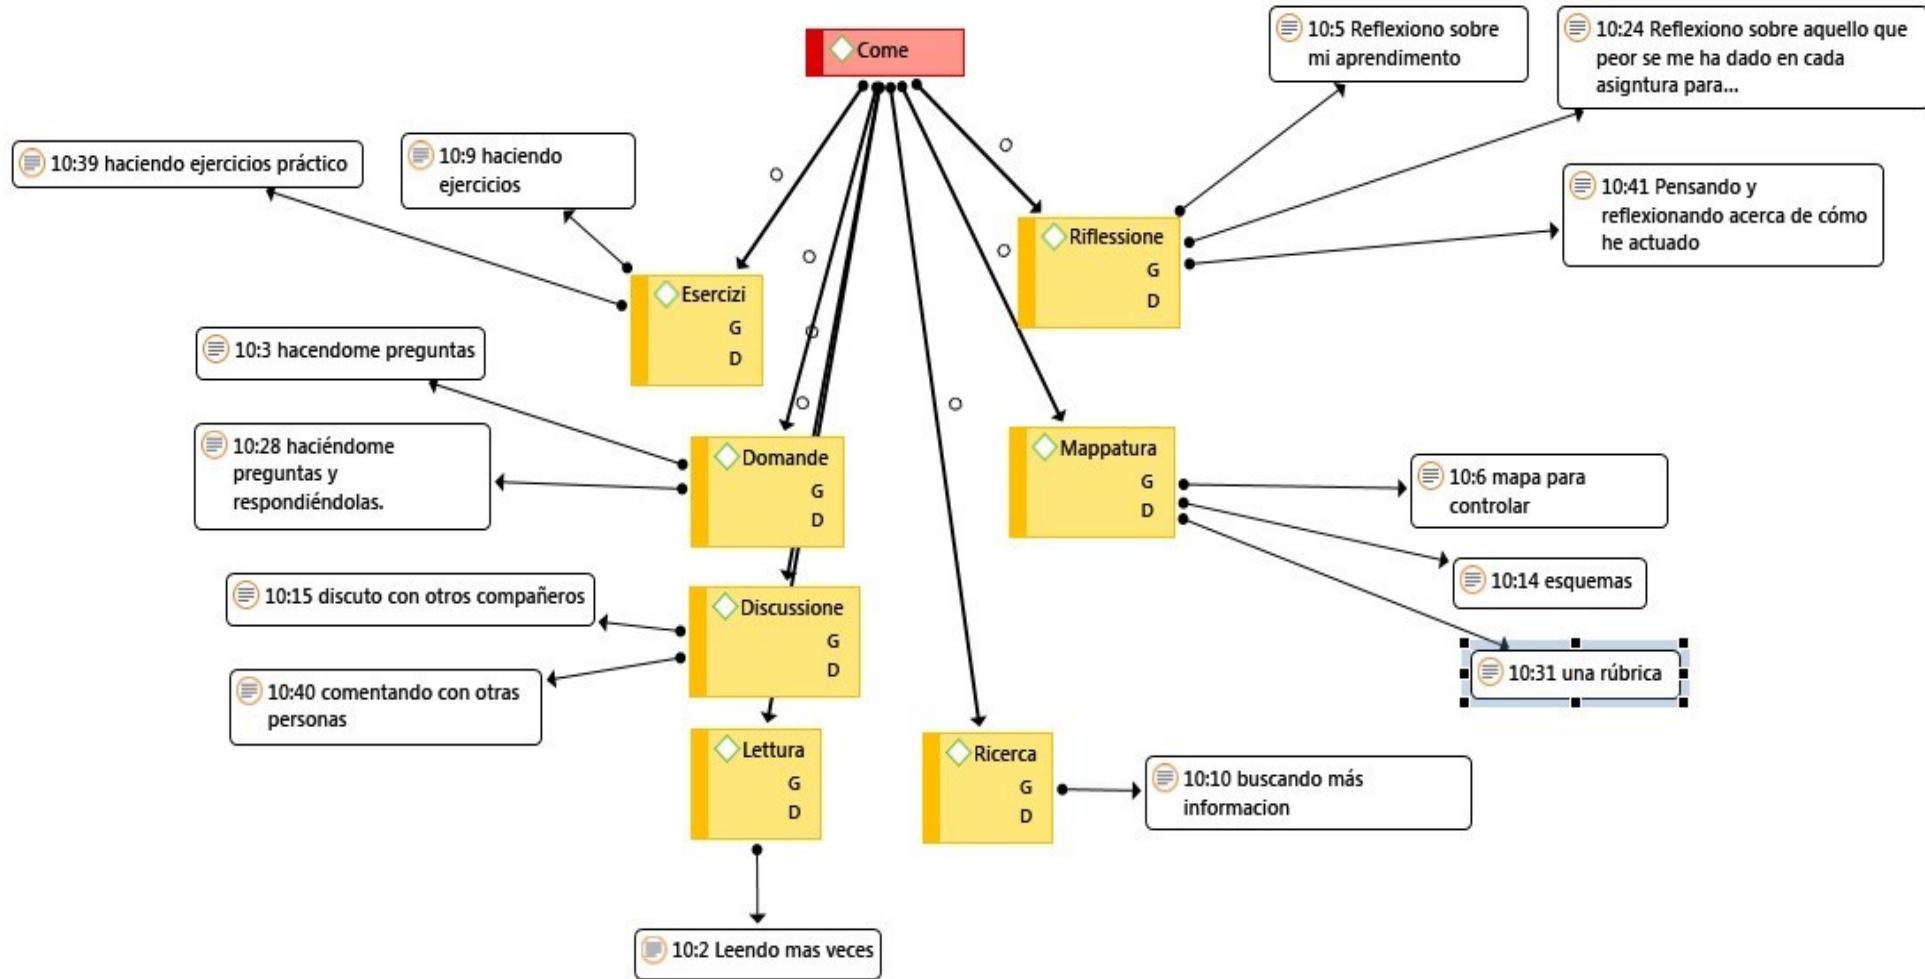 Come
10:5 Reflexiono sobre
mi aprendimento
10:24 Reflexiono sobre aquello que
peor se me ha dado en cada
asigntura para...
10:39 haciendo ejercicios práctico
10:9 haciendo
ejercicios
10:41 Pensando y
reflexionando acerca de cómo
he actuado
Riflessione
G
D
Esercizi
G
D
10:3 hacendome preguntas
10:28 haciéndome
preguntas y
respondiéndolas.
Domande
G
D
Mappatura
G
D
10:6 mapa para
controlar
10:14 esquemas
10:31 una rúbrica
10:15 discuto con otros compañeros
Discussione
G
D
10:40 comentando con otras
personas
Lettura
G
D
Ricerca
G
D
10:10 buscando más
informacion
10:2 Leendo mas veces